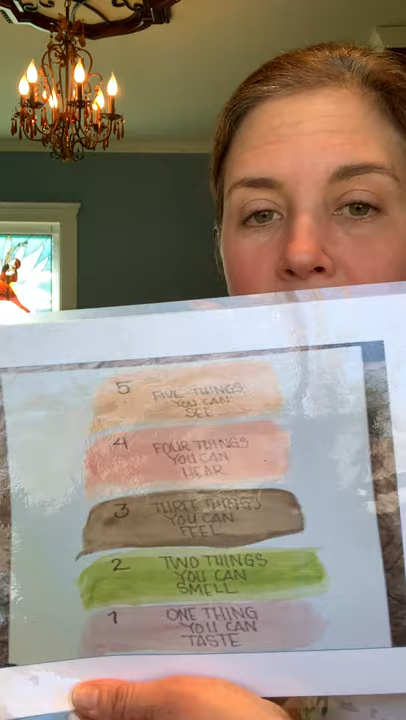 5 FIVE THINGS
YOU CAN
SEE
4 FOUR THINGS
YOU CAN
HEAR
3 THREE THINGS
YOU CAN
FEEL
2 TWO THINGS
YOU CAN
SMELL
1 ONE THING
YOU CAN
TASTE